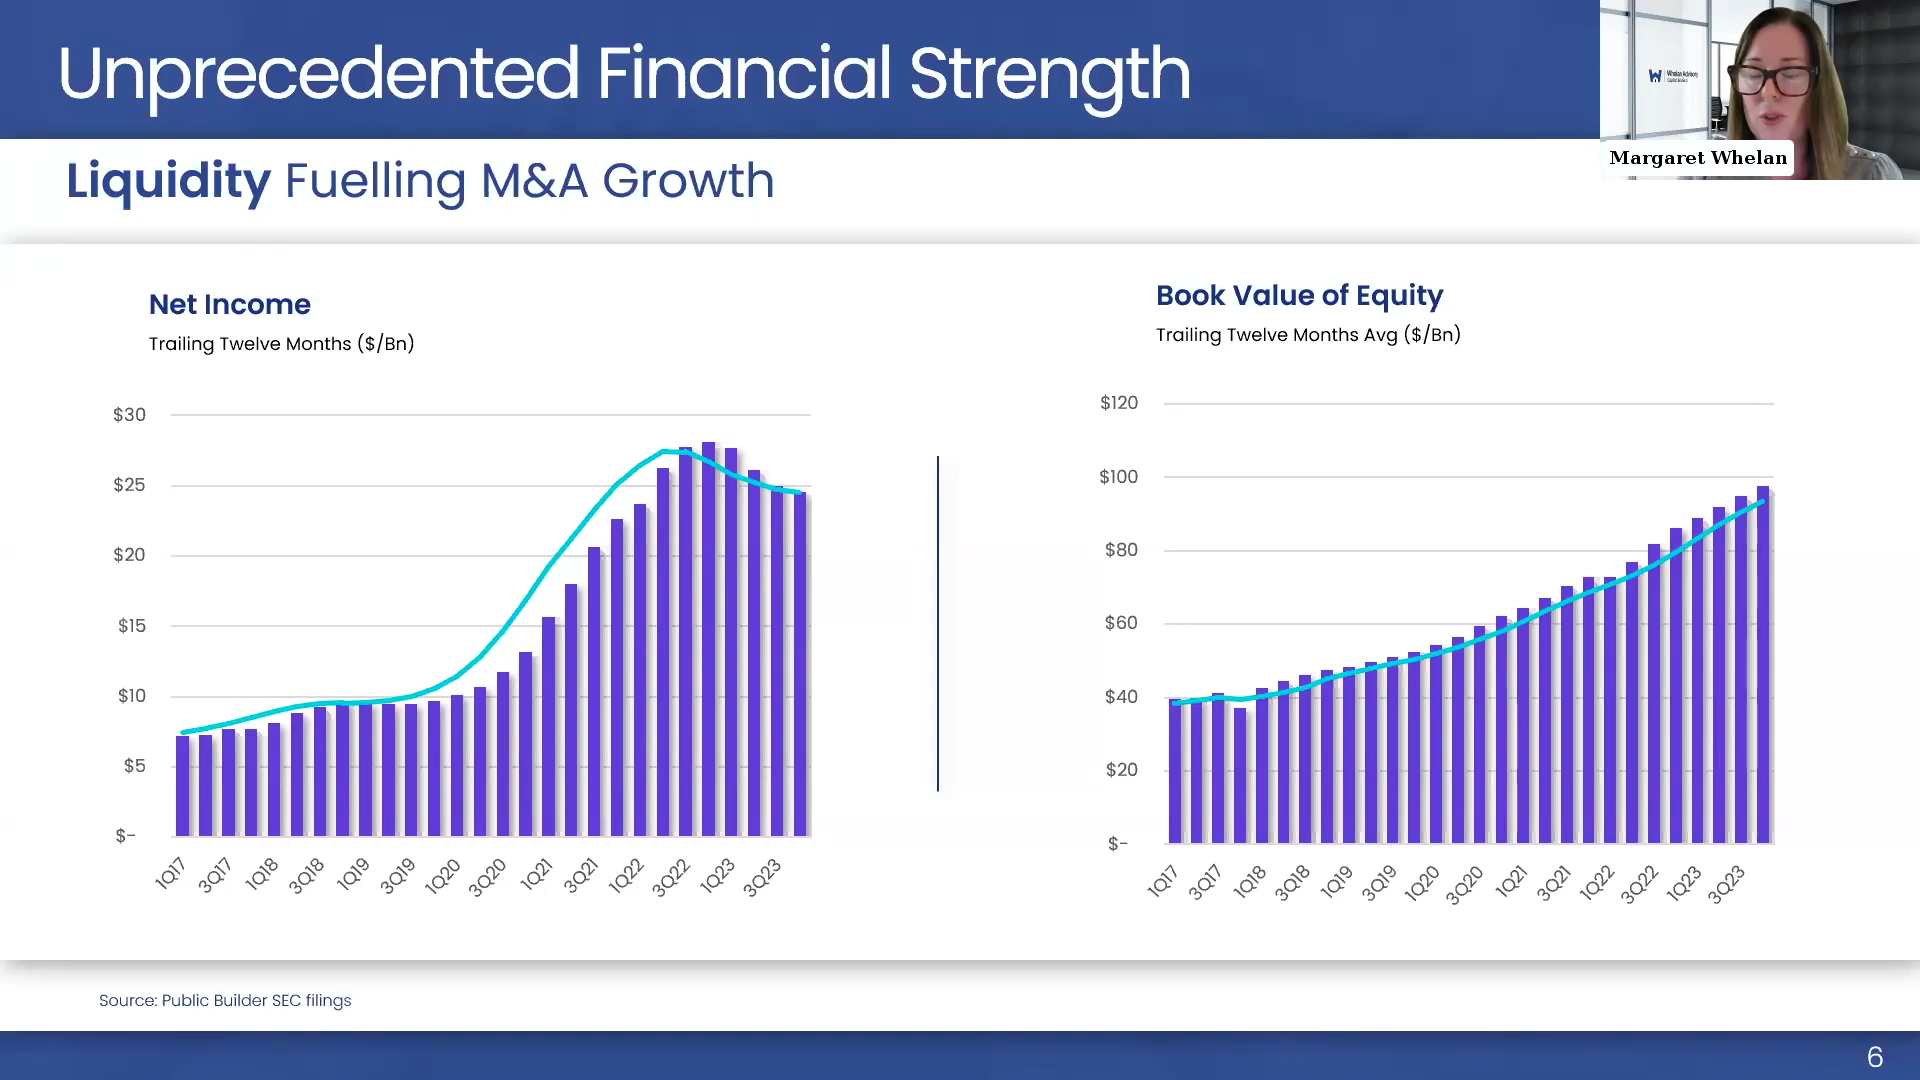 Unprecedented Financial Strength
Whelan Advisory
Margaret Whelan
Liquidity Fuelling M&A Growth
Net Income
Trailing Twelve Months ($/Bn)
$30
$25
$20
$15
$10
$5
$-
1Q17 3Q17 1Q18 3Q18 1Q19 3Q19 1Q20 3Q20 1Q21 3Q21 1Q22 3Q22 1Q23 3Q23
Book Value of Equity
Trailing Twelve Months Avg ($/Bn)
$120
$100
$80
$60
$40
$20
$-
1Q17 3Q17 1Q18 3Q18 1Q19 3Q19 1Q20 3Q20 1Q21 3Q21 1Q22 3Q22 1Q23 3Q23
Source: Public Builder SEC filings
6